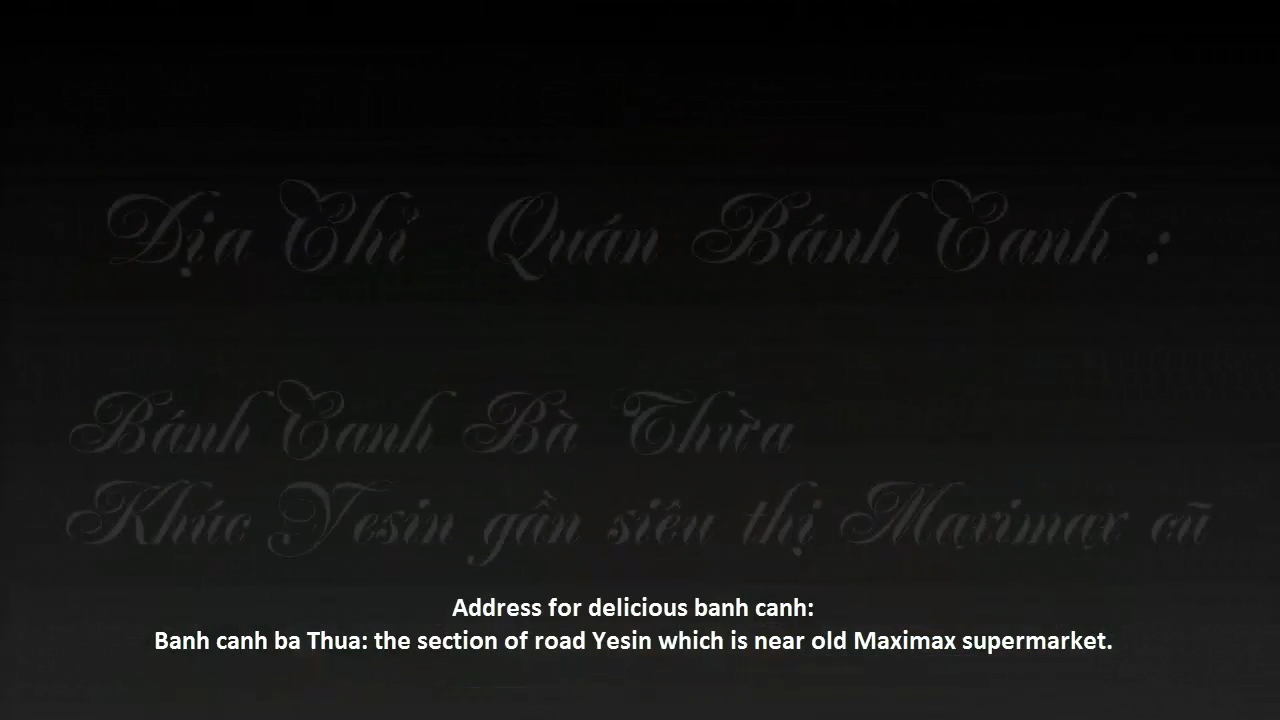 Địa Chỉ Quán Bánh Canh :
Bánh Canh Bà Thừa
Khúc Yesin gần siêu thị Maximax cũ
Address for delicious banh canh:
Banh canh ba Thua: the section of road Yesin which is near old Maximax supermarket.